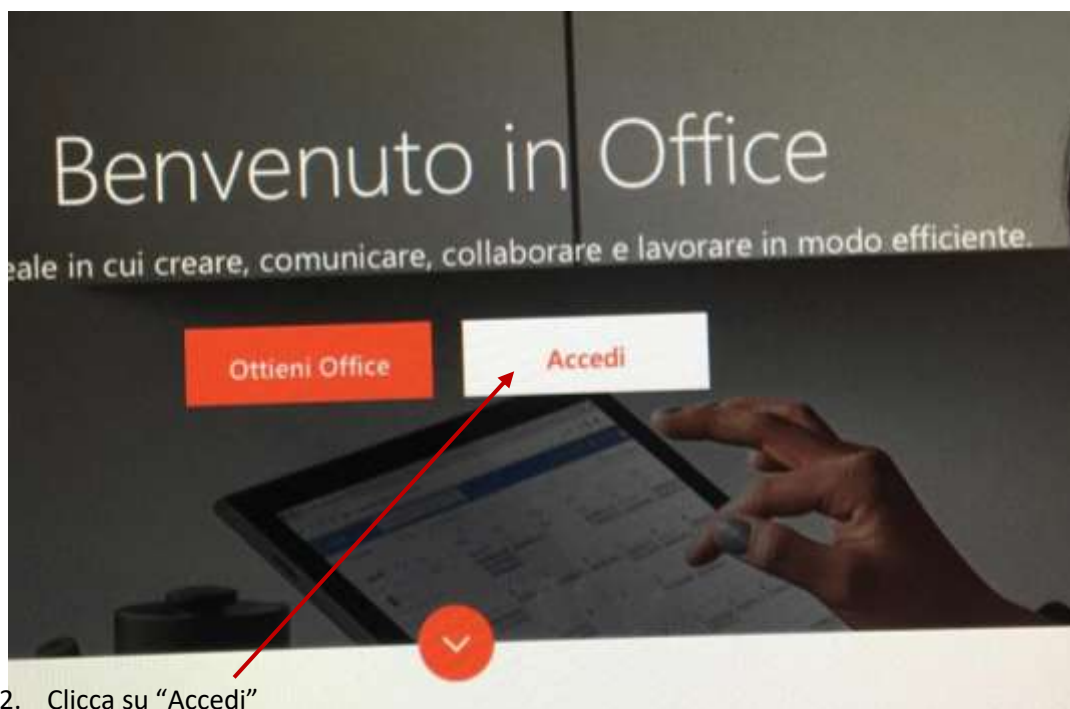 Benvenuto in Office
eale in cui creare, comunicare, collaborare e lavorare in modo efficiente.
Ottieni Office
Accedi
2. Clicca su “Accedi”